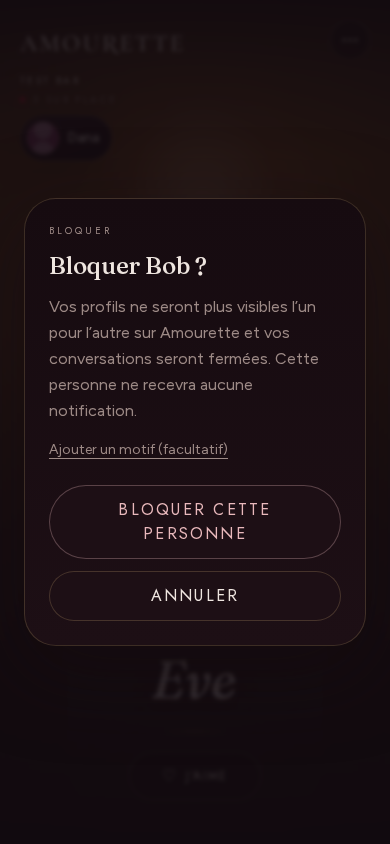 AMOURETTE
BLOQUER
Bloquer Bob ?
Vos profils ne seront plus visibles l’un
pour l’autre sur Amourette et vos
conversations seront fermées. Cette
personne ne recevra aucune
notification.
Ajouter un motif (facultatif)
BLOQUER CETTE
PERSONNE
ANNULER
Eve